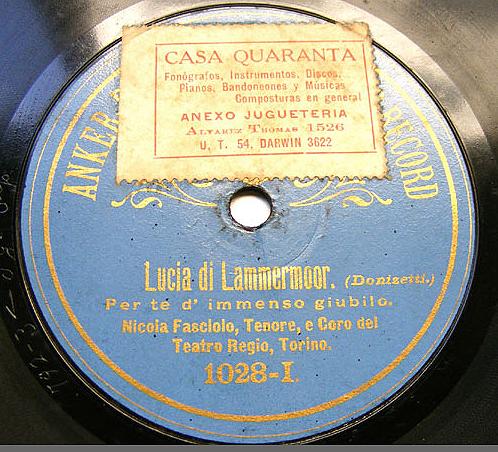 CASA QUARANTA
Fonógrafos, Instrumentos, Discos,
Pianos, Bandoneones y Músicas
Composturas en general
ANEXO JUGUETERIA
ALVAREZ THOMAS 1526
U. T. 54, DARWIN 3622
ANKER
RECORD
Lucia di Lammermoor. (Donizetti.)
Per té d' immenso giubilo.
Nicola Fasciolo, Tenore, e Coro del
Teatro Regio, Torino.
1028-I.